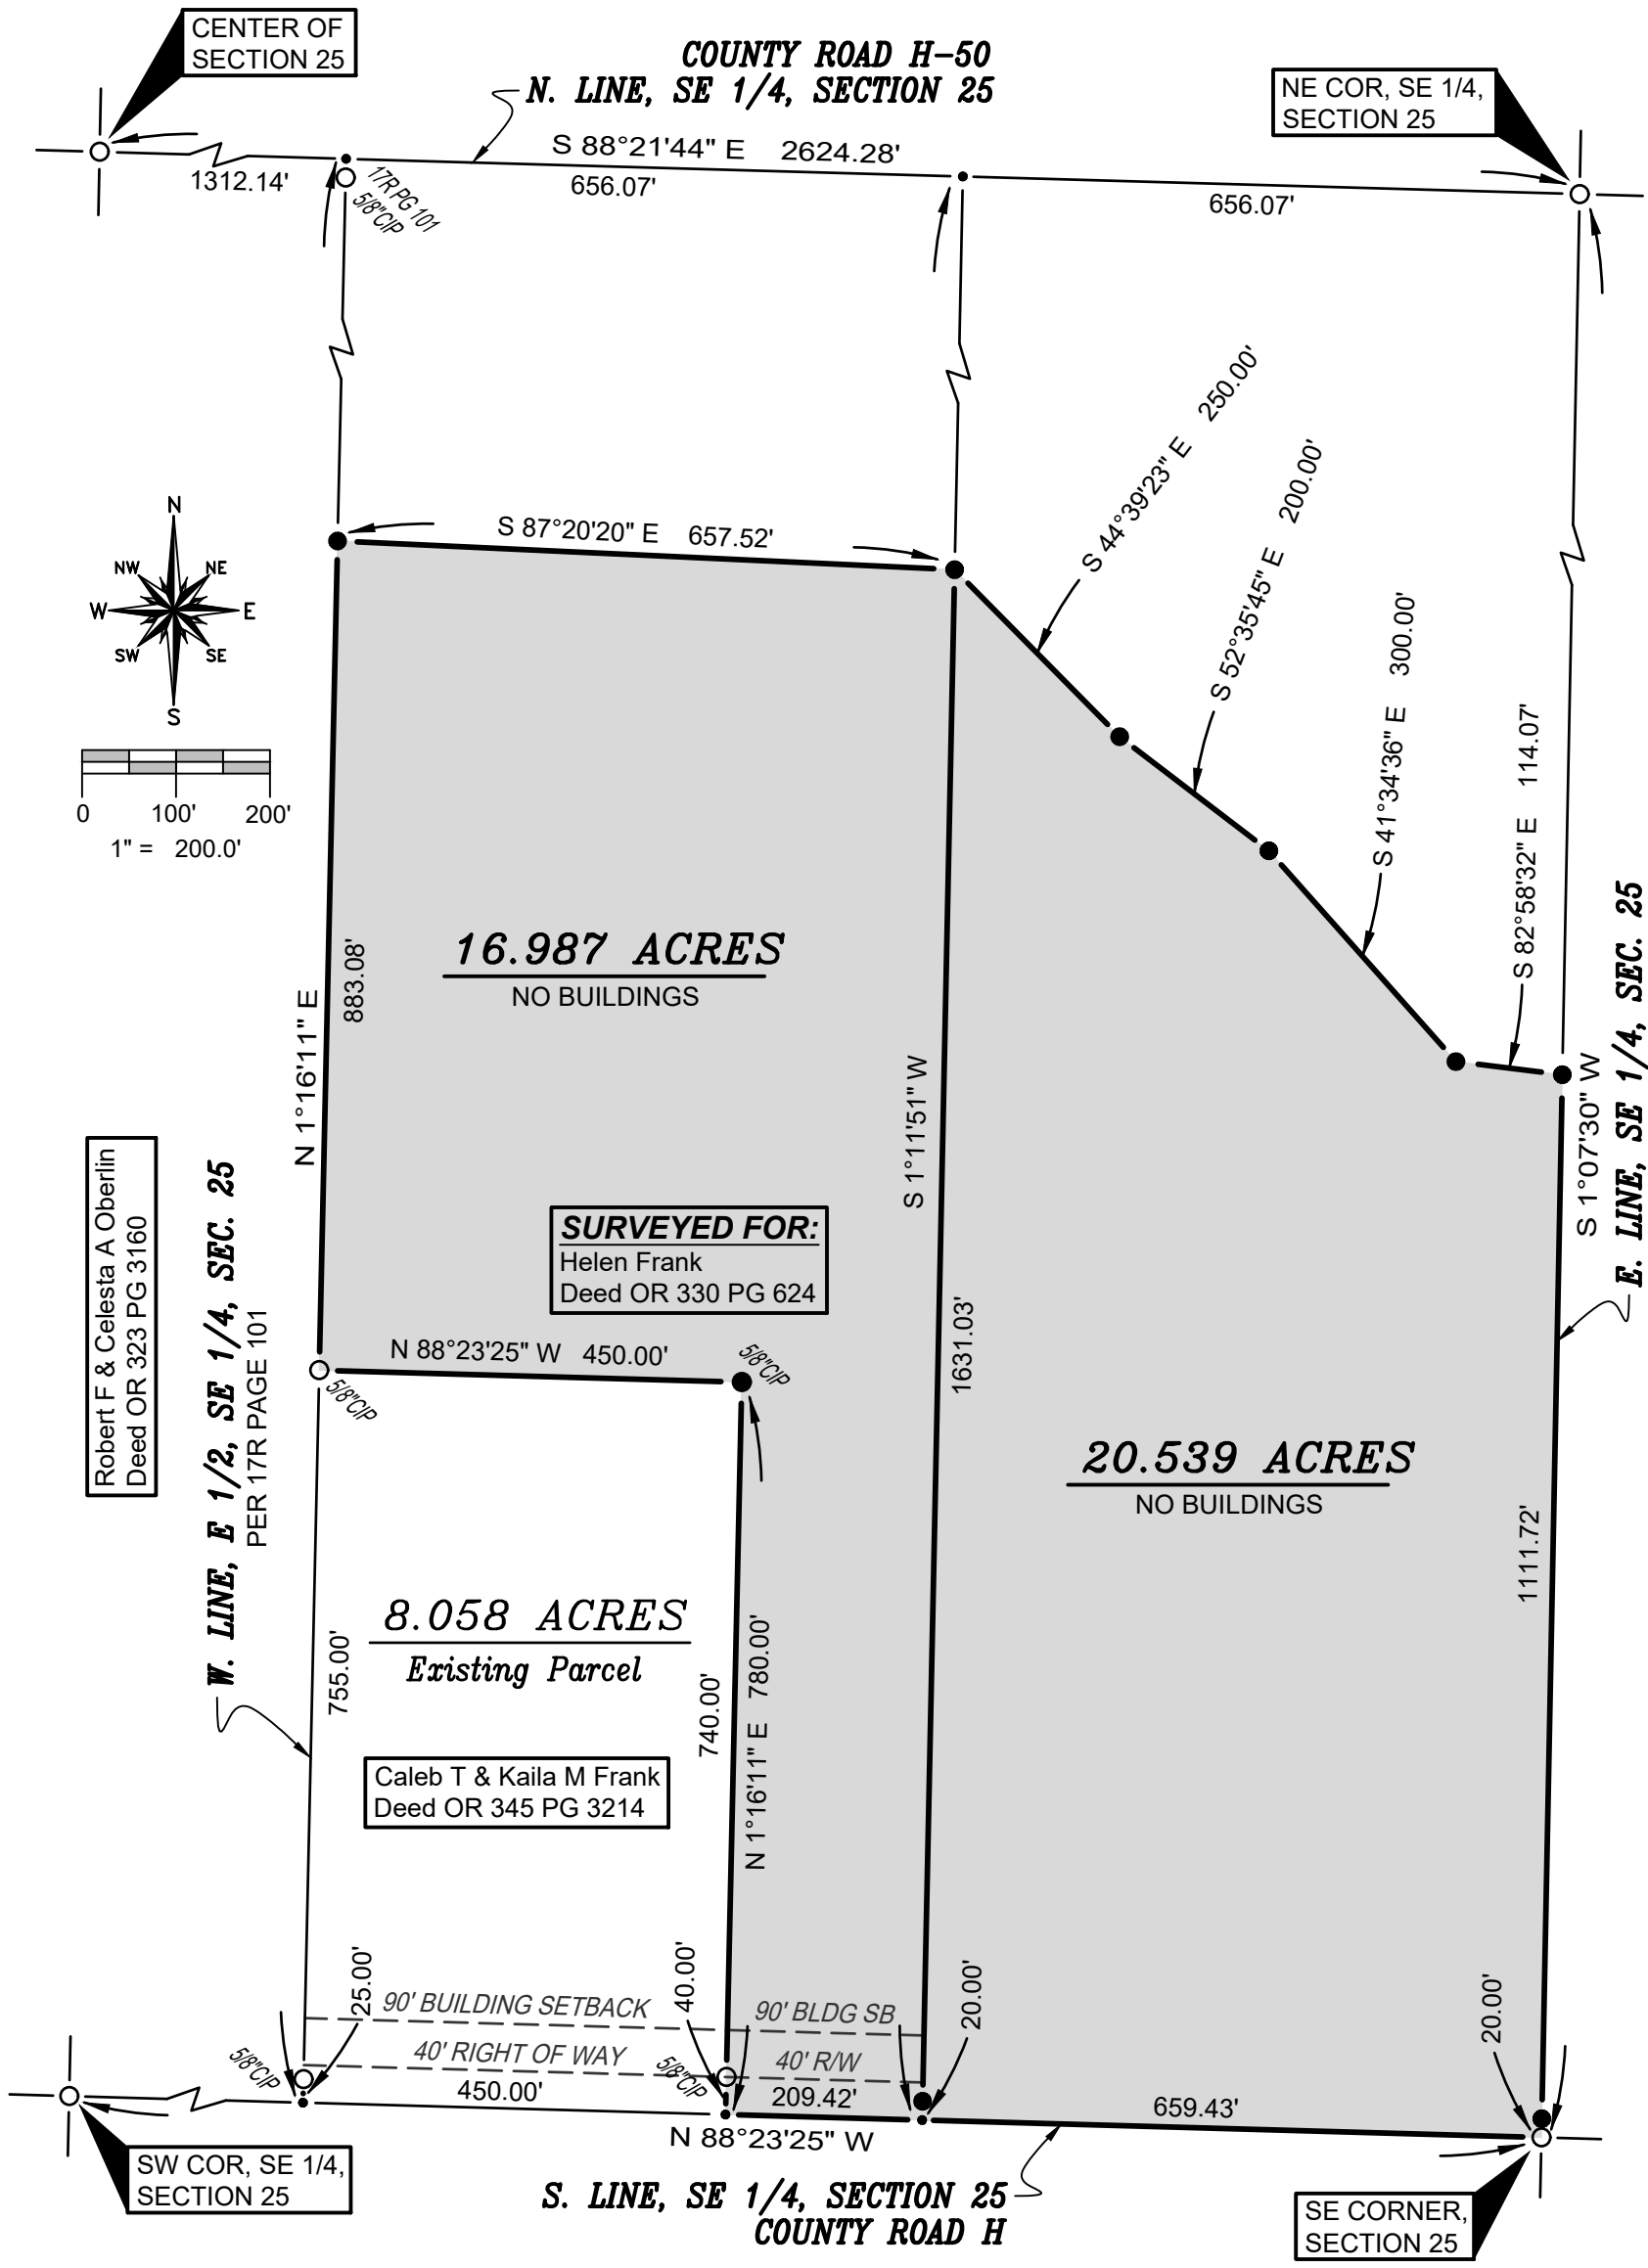 CENTER OF
SECTION 25
COUNTY ROAD H-50
N. LINE, SE 1/4, SECTION 25
NE COR, SE 1/4,
SECTION 25
S 88°21'44" E 2624.28'
1312.14'
656.07'
656.07'
17R PG 101
5/8"CIP
S 44°39'23" E 250.00'
S 52°35'45" E 200.00'
S 41°34'36" E 300.00'
S 82°58'32" E 114.07'
N
NW
NE
W
E
SW
SE
S
0 100' 200'
1" = 200.0'
S 87°20'20" E 657.52'
N 1°16'11" E
883.08'
16.987 ACRES
NO BUILDINGS
S 1°11'51" W
1631.03'
S 1°07'30" W
E. LINE, SE 1/4, SEC. 25
1111.72'
Robert F & Celesta A Oberlin
Deed OR 323 PG 3160
W. LINE, E 1/2, SE 1/4, SEC. 25
PER 17R PAGE 101
SURVEYED FOR:
Helen Frank
Deed OR 330 PG 624
N 88°23'25" W 450.00'
5/8"CIP
5/8"CIP
20.539 ACRES
NO BUILDINGS
8.058 ACRES
Existing Parcel
755.00'
740.00'
N 1°16'11" E 780.00'
Caleb T & Kaila M Frank
Deed OR 345 PG 3214
25.00'
40.00'
20.00'
20.00'
90' BUILDING SETBACK
90' BLDG SB
40' RIGHT OF WAY
40' R/W
5/8"CIP
5/8"CIP
450.00'
209.42'
659.43'
N 88°23'25" W
SW COR, SE 1/4,
SECTION 25
S. LINE, SE 1/4, SECTION 25
COUNTY ROAD H
SE CORNER,
SECTION 25